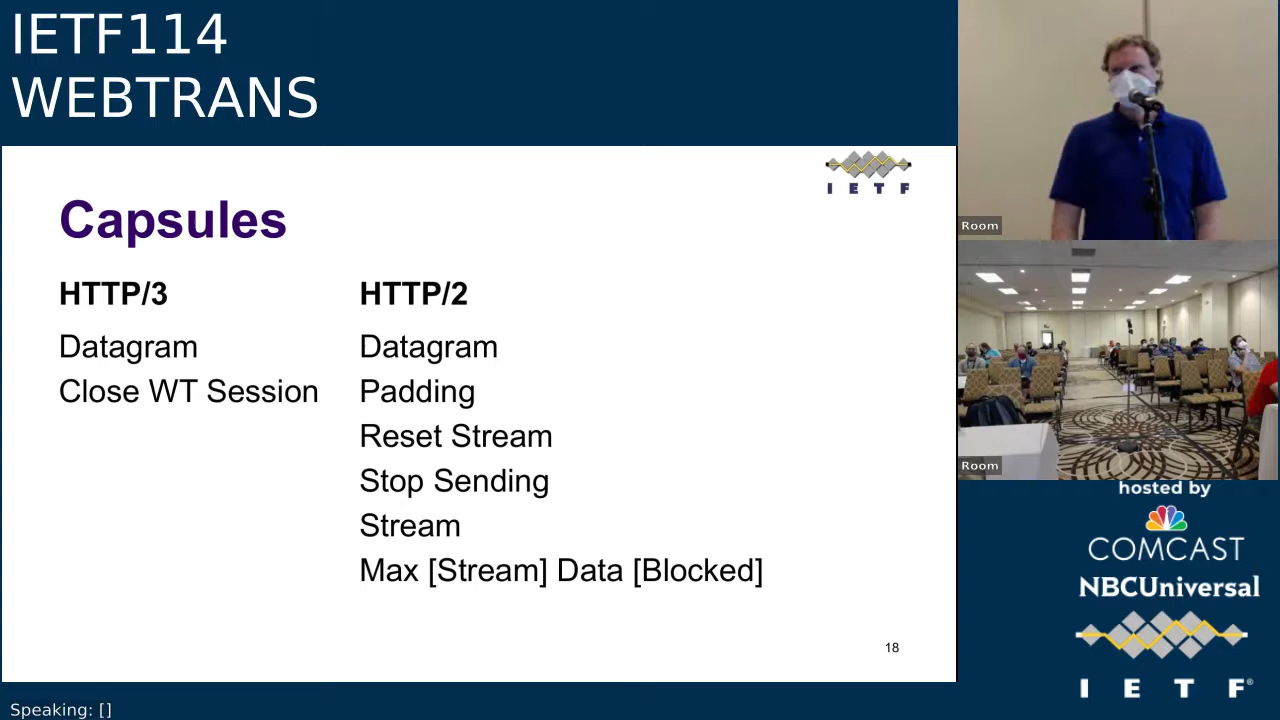 IETF114
WEBTRANS
I E T F
Capsules
HTTP/3 HTTP/2
Datagram Datagram
Close WT Session Padding
Reset Stream
Stop Sending
Stream
Max [Stream] Data [Blocked]
18
Room
Room
hosted by
COMCAST
NBCUniversal
I E T F®
Speaking: []